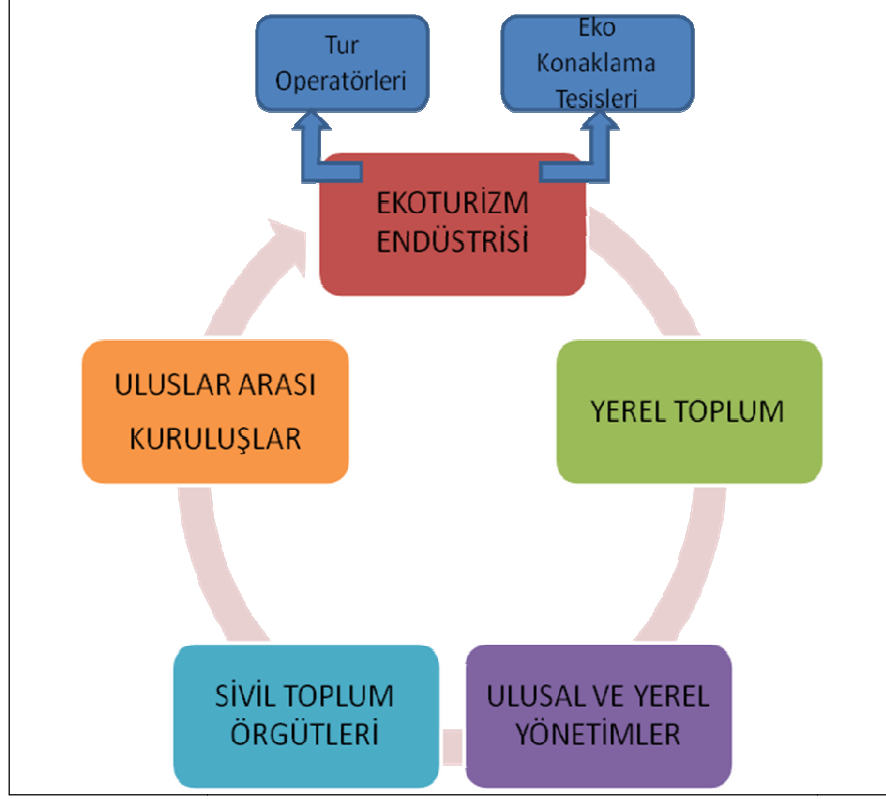 Tur
Operatörleri
Eko
Konaklama
Tesisleri
EKOTURİZM
ENDÜSTRİSİ
YEREL TOPLUM
ULUSAL VE YEREL
YÖNETİMLER
SİVİL TOPLUM
ÖRGÜTLERİ
ULUSLAR ARASI
KURULUŞLAR